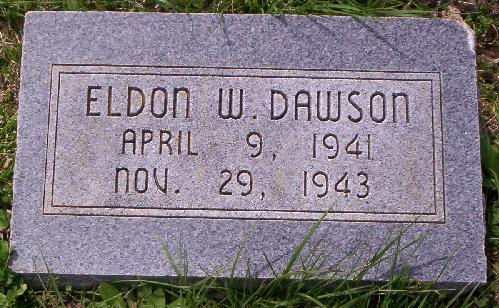 ELDON W. DAWSON
APRIL 9, 1941
NOV. 29, 1943